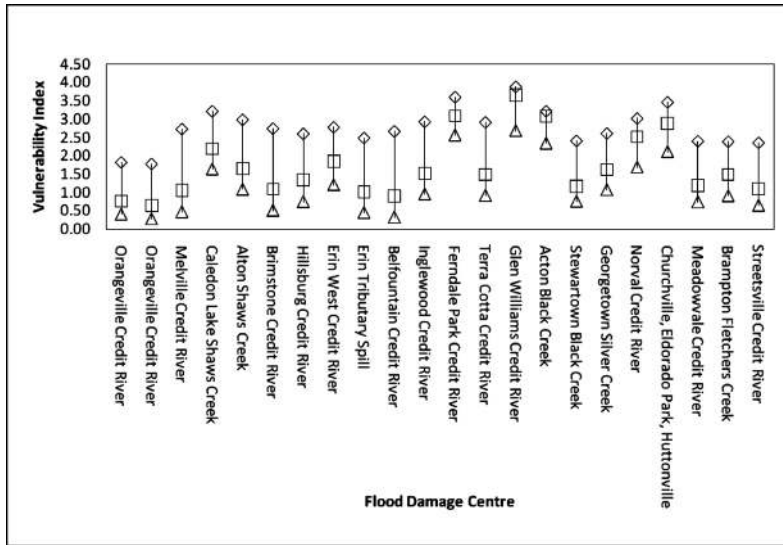 Vulnerability Index
4.50
4.00
3.50
3.00
2.50
2.00
1.50
1.00
0.50
0.00
Orangeville Credit River
Orangeville Credit River
Melville Credit River
Caledon Lake Shaws Creek
Alton Shaws Creek
Brimstone Credit River
Hillsburg Credit River
Erin West Credit River
Erin Tributary Spill
Belfountain Credit River
Inglewood Credit River
Ferndale Park Credit River
Terra Cotta Credit River
Glen Williams Credit River
Acton Black Creek
Stewartown Black Creek
Georgetown Silver Creek
Norval Credit River
Churchville, Eldorado Park, Huttonville
Meadowvale Credit River
Brampton Fletchers Creek
Streetsville Credit River
Flood Damage Centre